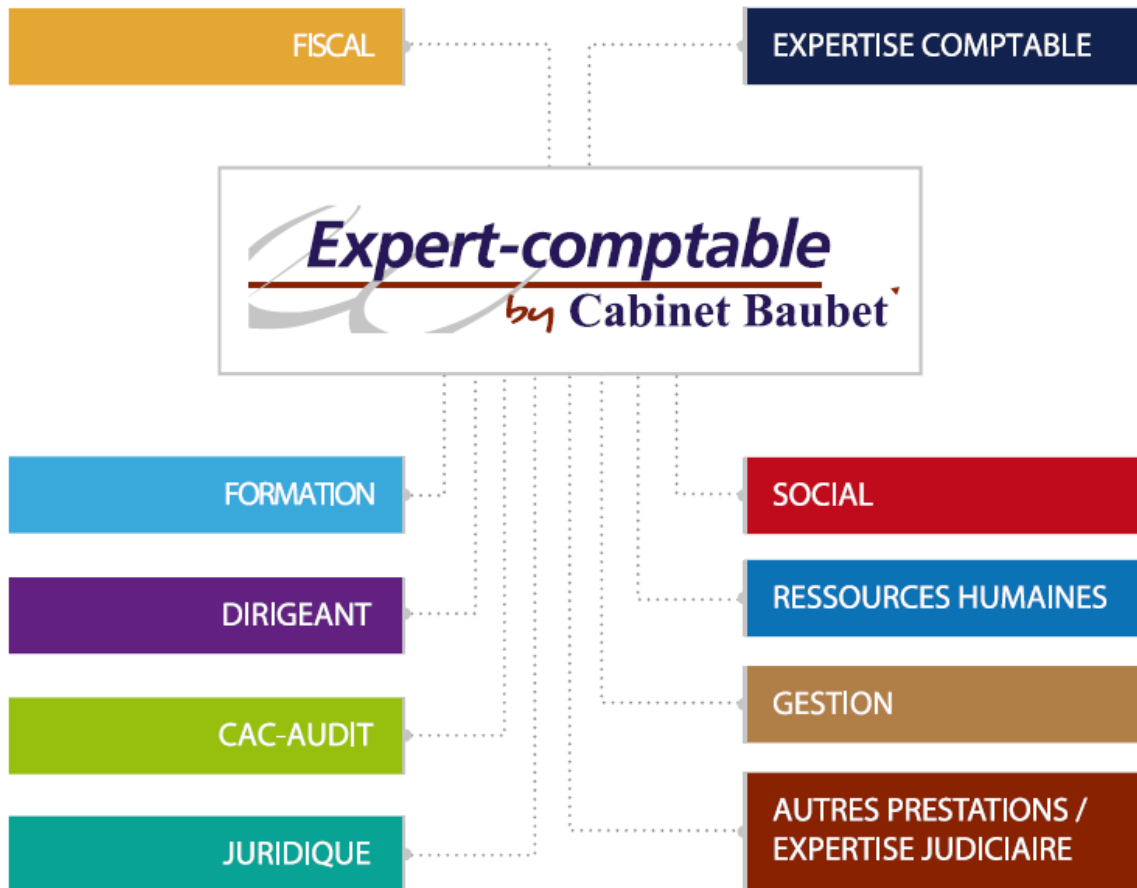 FISCAL
EXPERTISE COMPTABLE
Expert-comptable
by Cabinet Baubet
FORMATION
SOCIAL
DIRIGEANT
RESSOURCES HUMAINES
CAC-AUDIT
GESTION
JURIDIQUE
AUTRES PRESTATIONS /
EXPERTISE JUDICIAIRE